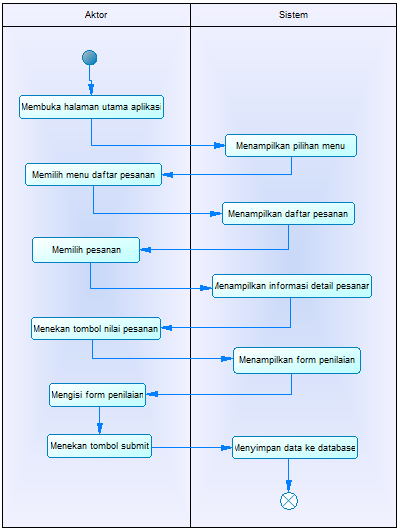 Aktor
Sistem
Membuka halaman utama aplikasi
Menampilkan pilihan menu
Memilih menu daftar pesanan
Menampilkan daftar pesanan
Memilih pesanan
Menampilkan informasi detail pesanan
Menekan tombol nilai pesanan
Menampilkan form penilaian
Mengisi form penilaian
Menekan tombol submit
Menyimpan data ke database